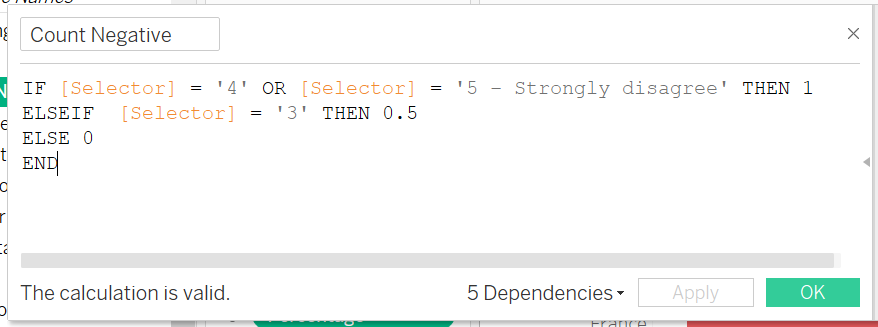 Count Negative
IF [Selector] = '4' OR [Selector] = '5 - Strongly disagree' THEN 1
ELSEIF  [Selector] = '3' THEN 0.5
ELSE 0
END
The calculation is valid.
5 Dependencies
Apply
OK
France